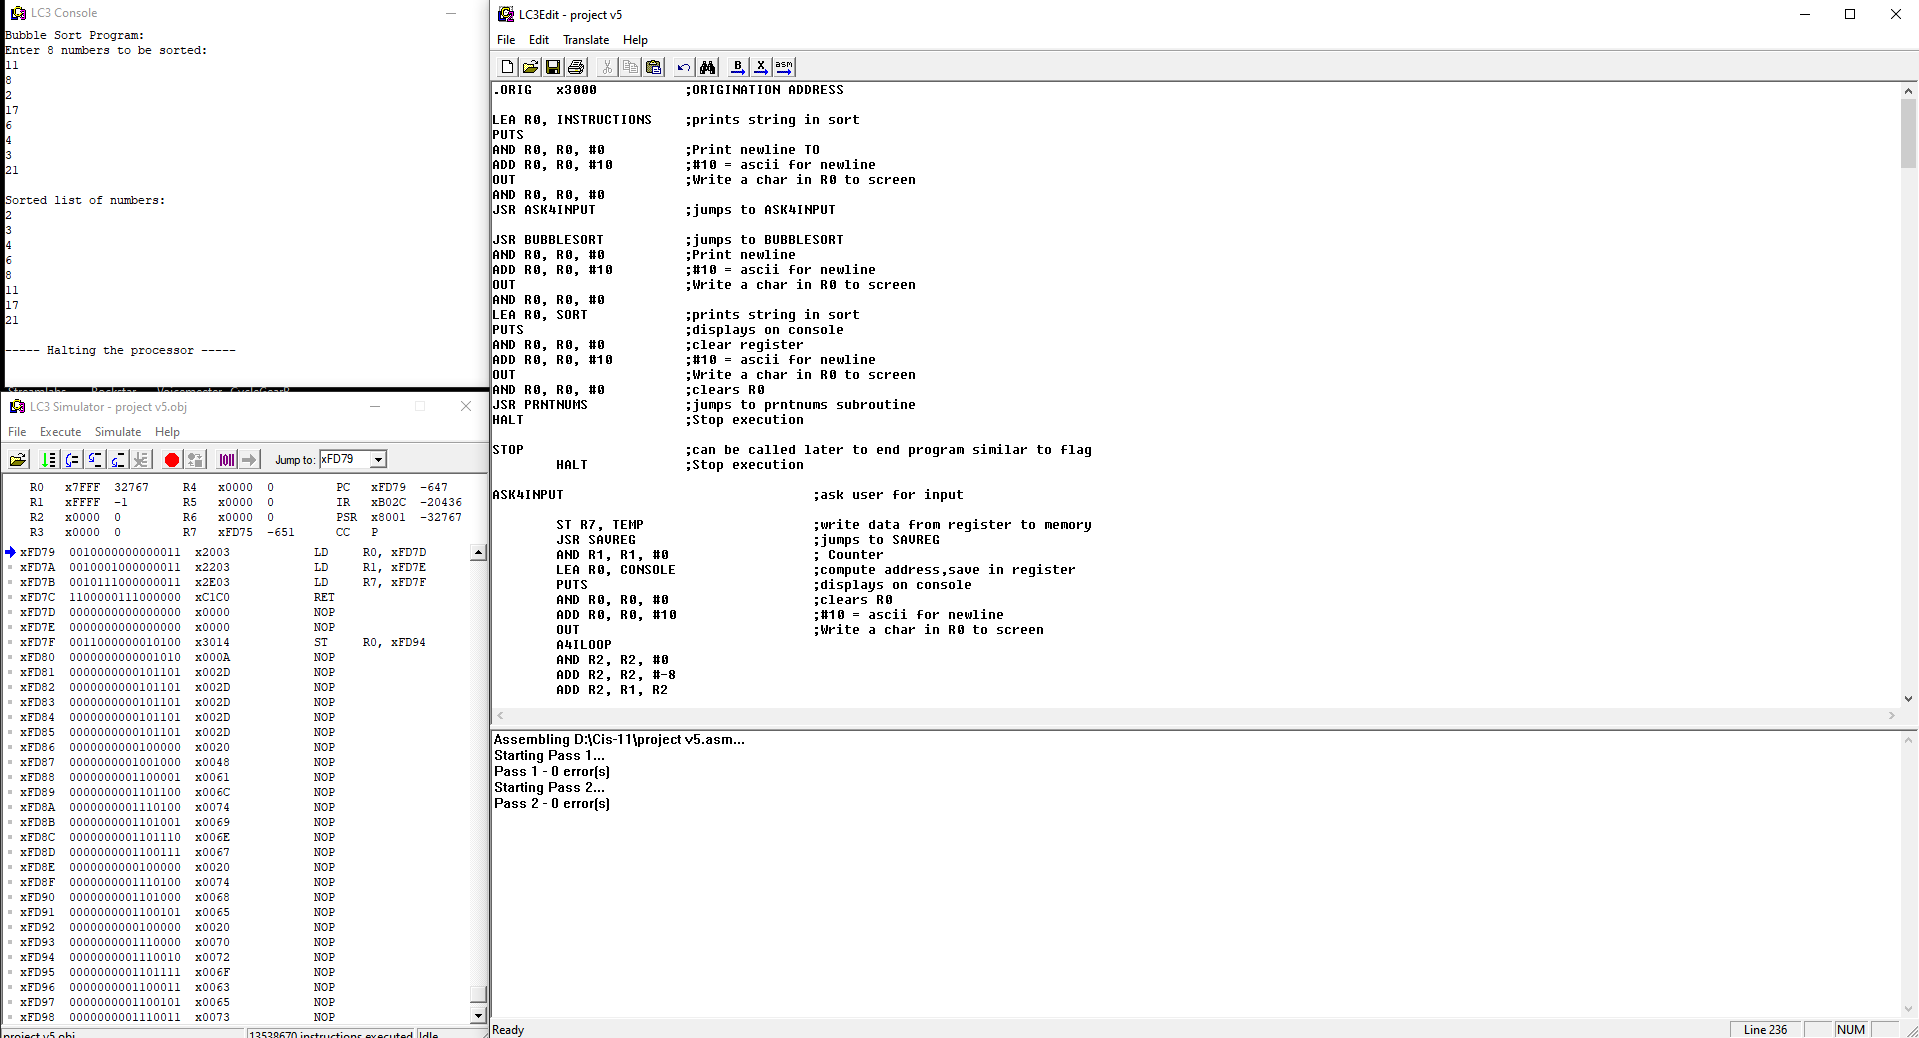 LC3 Console
Bubble Sort Program:
Enter 8 numbers to be sorted:
11
8
2
17
6
4
3
21
Sorted list of numbers:
2
3
4
6
8
11
17
21
----- Halting the processor -----
LC3 Simulator - project v5.obj
File Execute Simulate Help
Jump to: xFD79
R0 x7FFF 32767 R4 x0000 0 PC xFD79 -647
R1 xFFFF -1 R5 x0000 0 IR xB02C -20436
R2 x0000 0 R6 x0000 0 PSR x8001 -32767
R3 x0000 0 R7 xFD75 -651 CC P
xFD79 0010000000000011 x2003 LD R0, xFD7D
xFD7A 0010001000000011 x2203 LD R1, xFD7E
xFD7B 0010111000000011 x2E03 LD R7, xFD7F
xFD7C 1100000111000000 xC1C0 RET
xFD7D 0000000000000000 x0000 NOP
xFD7E 0000000000000000 x0000 NOP
xFD7F 0011000000010100 x3014 ST R0, xFD94
xFD80 0000000000001010 x000A NOP
xFD81 0000000000101101 x002D NOP
xFD82 0000000000101101 x002D NOP
xFD83 0000000000101101 x002D NOP
xFD84 0000000000101101 x002D NOP
xFD85 0000000000101101 x002D NOP
xFD86 0000000000100000 x0020 NOP
xFD87 0000000001001000 x0048 NOP
xFD88 0000000001100001 x0061 NOP
xFD89 0000000001101100 x006C NOP
xFD8A 0000000001110100 x0074 NOP
xFD8B 0000000001101001 x0069 NOP
xFD8C 0000000001101110 x006E NOP
xFD8D 0000000001100111 x0067 NOP
xFD8E 0000000000100000 x0020 NOP
xFD8F 0000000001110100 x0074 NOP
xFD90 0000000001101000 x0068 NOP
xFD91 0000000001100101 x0065 NOP
xFD92 0000000000100000 x0020 NOP
xFD93 0000000001110000 x0070 NOP
xFD94 0000000001110010 x0072 NOP
xFD95 0000000001101111 x006F NOP
xFD96 0000000001100011 x0063 NOP
xFD97 0000000001100101 x0065 NOP
xFD98 0000000001110011 x0073 NOP
project v5.obj 13538670 instructions executed Idle
LC3Edit - project v5
File Edit Translate Help
B X asm
.ORIG x3000 ;ORIGINATION ADDRESS
LEA R0, INSTRUCTIONS ;prints string in sort
PUTS
AND R0, R0, #0 ;Print newline TO
ADD R0, R0, #10 ;#10 = ascii for newline
OUT ;Write a char in R0 to screen
AND R0, R0, #0
JSR ASK4INPUT ;jumps to ASK4INPUT
JSR BUBBLESORT ;jumps to BUBBLESORT
AND R0, R0, #0 ;Print newline
ADD R0, R0, #10 ;#10 = ascii for newline
OUT ;Write a char in R0 to screen
AND R0, R0, #0
LEA R0, SORT ;prints string in sort
PUTS ;displays on console
AND R0, R0, #0 ;clear register
ADD R0, R0, #10 ;#10 = ascii for newline
OUT ;Write a char in R0 to screen
AND R0, R0, #0 ;clears R0
JSR PRNTNUMS ;jumps to prntnums subroutine
HALT ;Stop execution
STOP ;can be called later to end program similar to flag
HALT ;Stop execution
ASK4INPUT ;ask user for input
ST R7, TEMP ;write data from register to memory
JSR SAVREG ;jumps to SAVREG
AND R1, R1, #0 ; Counter
LEA R0, CONSOLE ;compute address,save in register
PUTS ;displays on console
AND R0, R0, #0 ;clears R0
ADD R0, R0, #10 ;#10 = ascii for newline
OUT ;Write a char in R0 to screen
A4ILOOP
AND R2, R2, #0
ADD R2, R2, #-8
ADD R2, R1, R2
Assembling D:\Cis-11\project v5.asm...
Starting Pass 1...
Pass 1 - 0 error(s)
Starting Pass 2...
Pass 2 - 0 error(s)
Ready Line 236 NUM